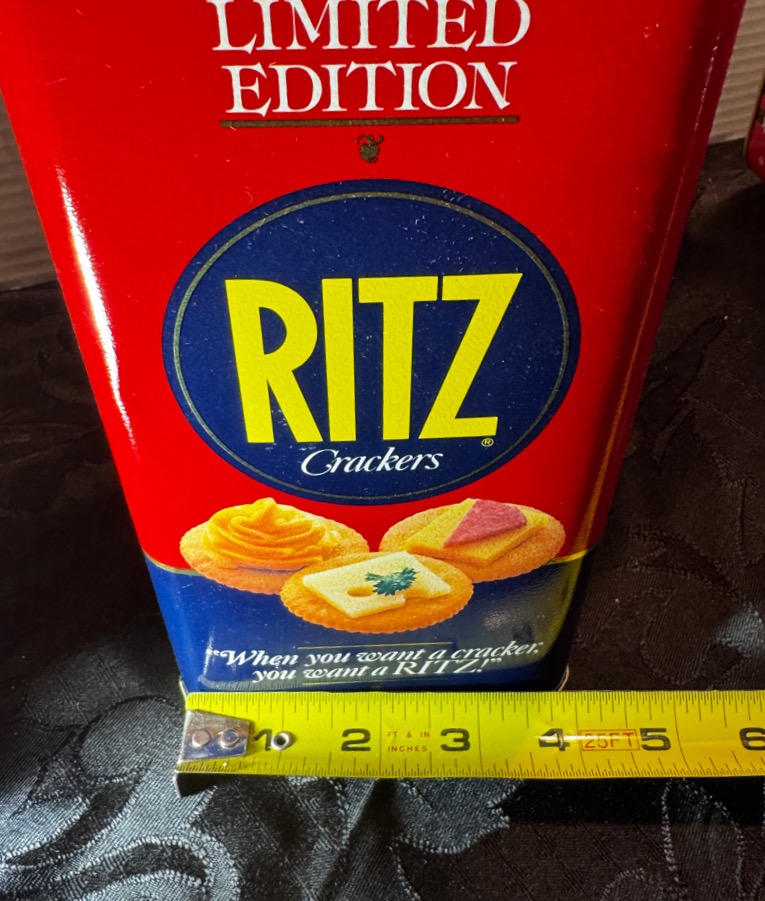 LIMITED
EDITION
RITZ®
Crackers
"When you want a cracker,
you want a RITZ!"
1 2 FT & IN INCHES 3 4 25FT 5 6